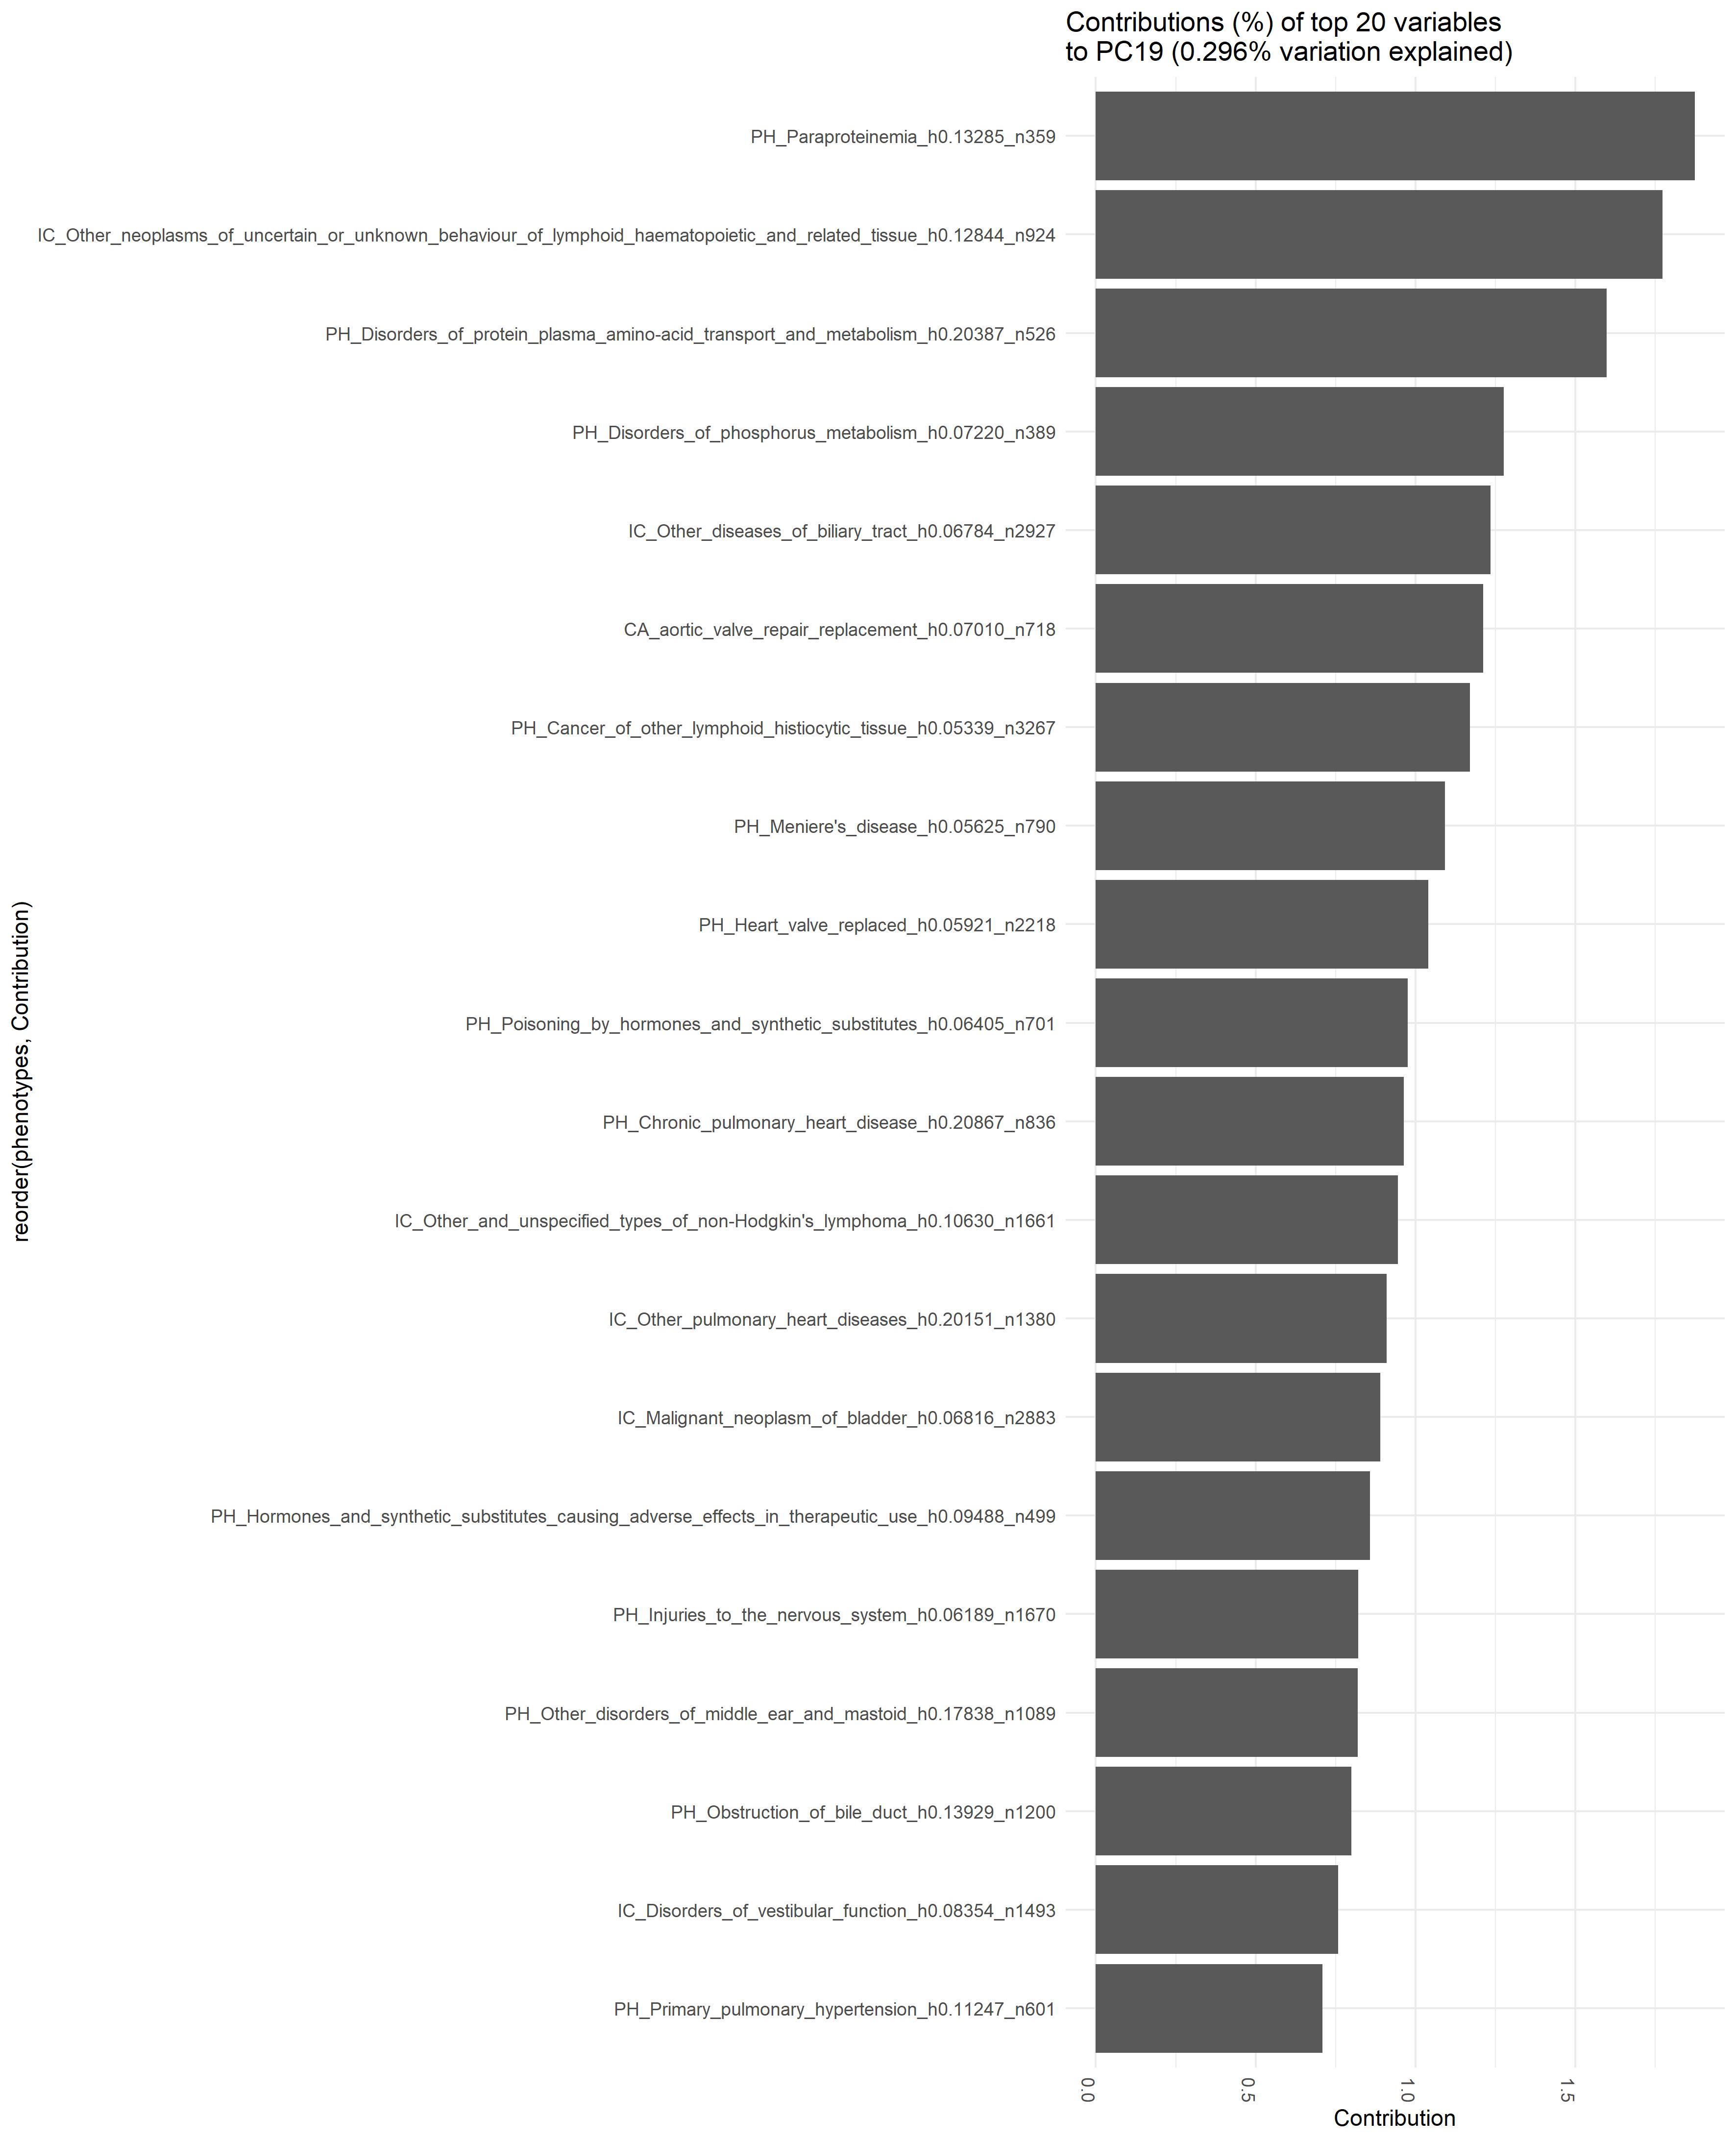 Contributions (%) of top 20 variables
to PC19 (0.296% variation explained)
PH_Paraproteinemia_h0.13285_n359
IC_Other_neoplasms_of_uncertain_or_unknown_behaviour_of_lymphoid_haematopoietic_and_related_tissue_h0.12844_n924
PH_Disorders_of_protein_plasma_amino-acid_transport_and_metabolism_h0.20387_n526
PH_Disorders_of_phosphorus_metabolism_h0.07220_n389
IC_Other_diseases_of_biliary_tract_h0.06784_n2927
CA_aortic_valve_repair_replacement_h0.07010_n718
PH_Cancer_of_other_lymphoid_histiocytic_tissue_h0.05339_n3267
PH_Meniere's_disease_h0.05625_n790
PH_Heart_valve_replaced_h0.05921_n2218
PH_Poisoning_by_hormones_and_synthetic_substitutes_h0.06405_n701
PH_Chronic_pulmonary_heart_disease_h0.20867_n836
IC_Other_and_unspecified_types_of_non-Hodgkin's_lymphoma_h0.10630_n1661
IC_Other_pulmonary_heart_diseases_h0.20151_n1380
IC_Malignant_neoplasm_of_bladder_h0.06816_n2883
PH_Hormones_and_synthetic_substitutes_causing_adverse_effects_in_therapeutic_use_h0.09488_n499
PH_Injuries_to_the_nervous_system_h0.06189_n1670
PH_Other_disorders_of_middle_ear_and_mastoid_h0.17838_n1089
PH_Obstruction_of_bile_duct_h0.13929_n1200
IC_Disorders_of_vestibular_function_h0.08354_n1493
PH_Primary_pulmonary_hypertension_h0.11247_n601
reorder(phenotypes, Contribution)
0.0
0.5
1.0
1.5
Contribution